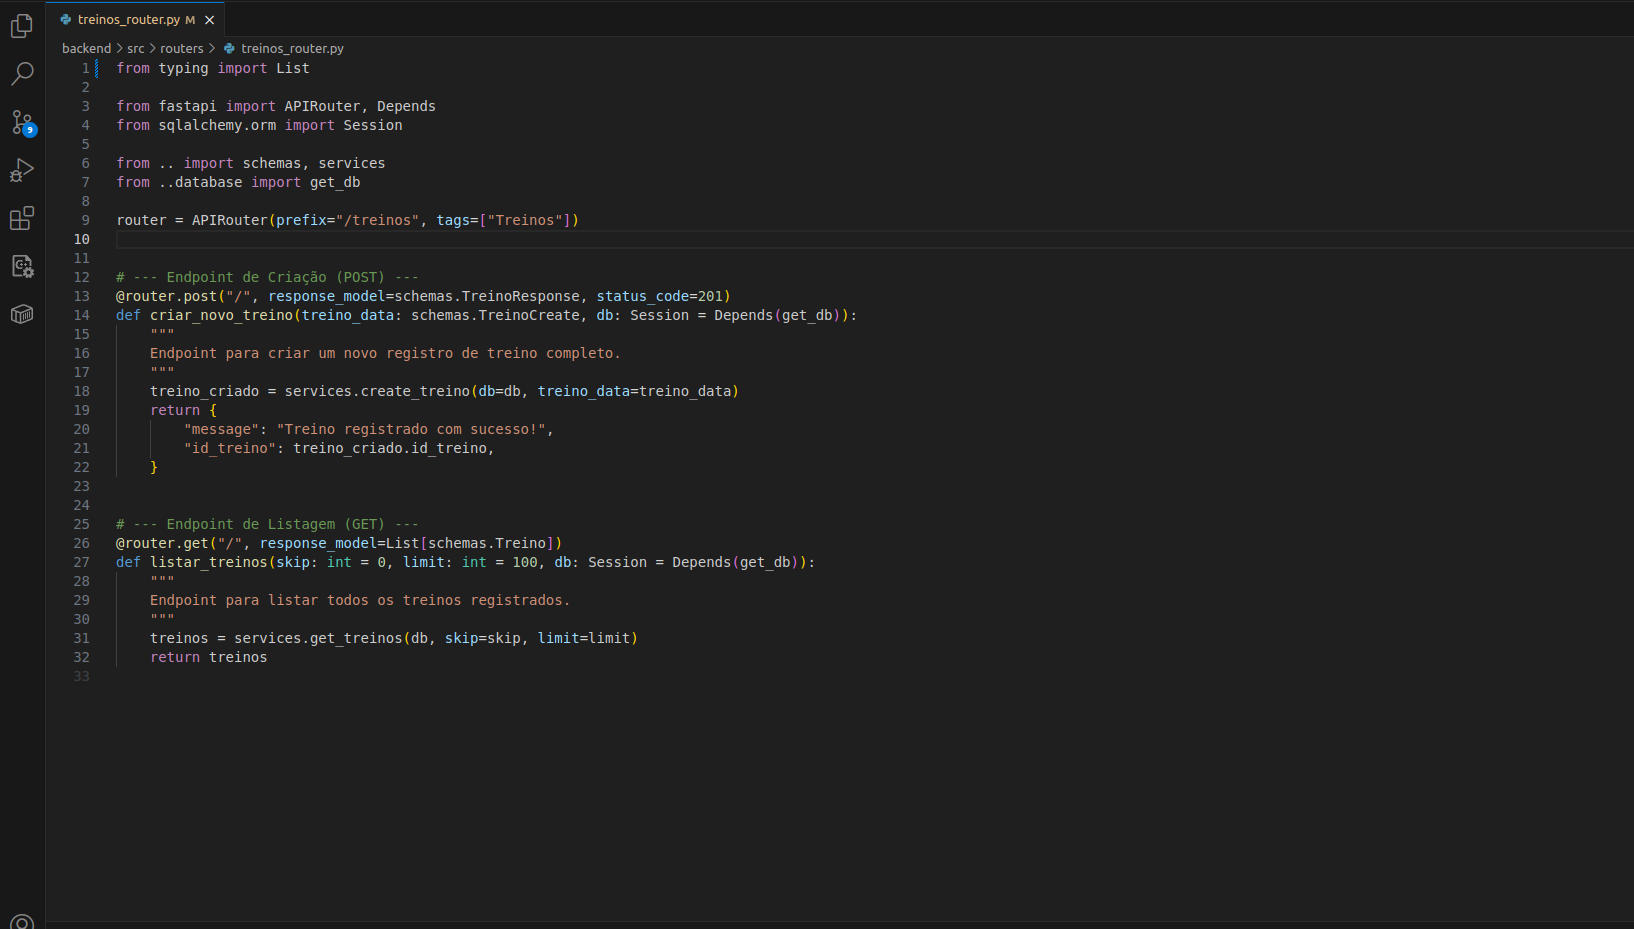 treinos_router.py M ×
backend > src > routers > treinos_router.py
1 from typing import List
2
3 from fastapi import APIRouter, Depends
4 from sqlalchemy.orm import Session
5
6 from .. import schemas, services
7 from ..database import get_db
8
9 router = APIRouter(prefix="/treinos", tags=["Treinos"])
10
11
12 # --- Endpoint de Criação (POST) ---
13 @router.post("/", response_model=schemas.TreinoResponse, status_code=201)
14 def criar_novo_treino(treino_data: schemas.TreinoCreate, db: Session = Depends(get_db)):
15     """
16     Endpoint para criar um novo registro de treino completo.
17     """
18     treino_criado = services.create_treino(db=db, treino_data=treino_data)
19     return {
20         "message": "Treino registrado com sucesso!",
21         "id_treino": treino_criado.id_treino,
22     }
23
24
25 # --- Endpoint de Listagem (GET) ---
26 @router.get("/", response_model=List[schemas.Treino])
27 def listar_treinos(skip: int = 0, limit: int = 100, db: Session = Depends(get_db)):
28     """
29     Endpoint para listar todos os treinos registrados.
30     """
31     treinos = services.get_treinos(db, skip=skip, limit=limit)
32     return treinos
33
9